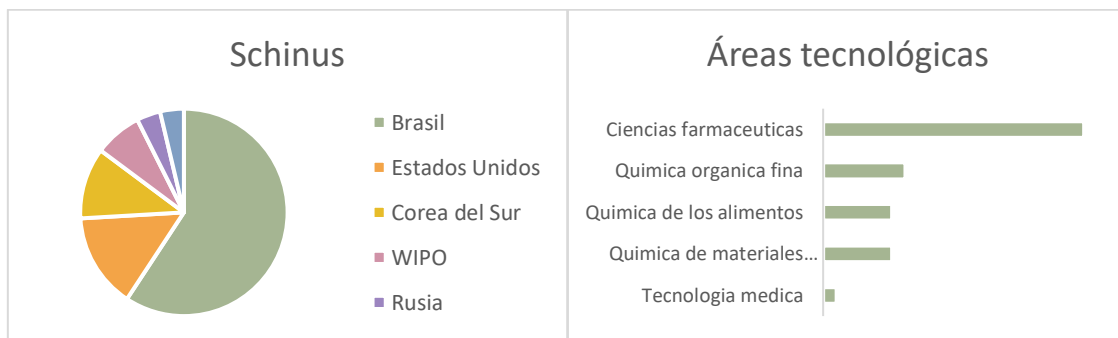 Schinus
Brasil
Estados Unidos
Corea del Sur
WIPO
Rusia
Áreas tecnológicas
Ciencias farmaceuticas
Quimica organica fina
Quimica de los alimentos
Quimica de materiales...
Tecnologia medica